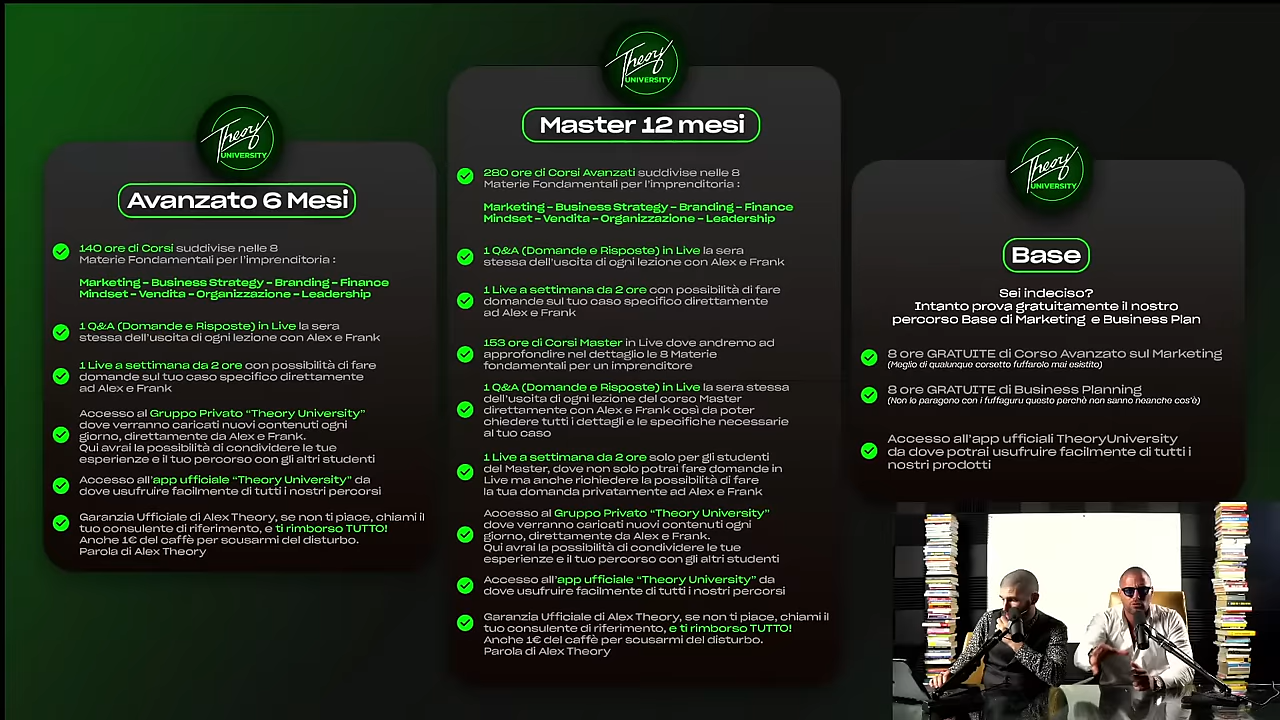 Theory
UNIVERSITY
Avanzato 6 Mesi
140 ore di Corsi suddivise nelle 8
Materie Fondamentali per l'imprenditoria :
Marketing – Business Strategy – Branding – Finance
Mindset – Vendita – Organizzazione – Leadership
1 Q&A (Domande e Risposte) in Live la sera
stessa dell'uscita di ogni lezione con Alex e Frank
1 Live a settimana da 2 ore con possibilità di fare
domande sul tuo caso specifico direttamente
ad Alex e Frank
Accesso al Gruppo Privato "Theory University"
dove verranno caricati nuovi contenuti ogni
giorno, direttamente da Alex e Frank.
Qui avrai la possibilità di condividere le tue
esperienze e il tuo percorso con gli altri studenti
Accesso all'app ufficiale "Theory University" da
dove usufruire facilmente di tutti i nostri percorsi
Garanzia Ufficiale di Alex Theory, se non ti piace, chiami il
tuo consulente di riferimento, e ti rimborso TUTTO!
Anche 1€ del caffè per scusarmi del disturbo.
Parola di Alex Theory
Theory
UNIVERSITY
Master 12 mesi
280 ore di Corsi Avanzati suddivise nelle 8
Materie Fondamentali per l'imprenditoria :
Marketing – Business Strategy – Branding – Finance
Mindset – Vendita – Organizzazione – Leadership
1 Q&A (Domande e Risposte) in Live la sera
stessa dell'uscita di ogni lezione con Alex e Frank
1 Live a settimana da 2 ore con possibilità di fare
domande sul tuo caso specifico direttamente
ad Alex e Frank
153 ore di Corsi Master in Live dove andremo ad
approfondire nel dettaglio le 8 Materie
fondamentali per un imprenditore
1 Q&A (Domande e Risposte) in Live la sera stessa
dell'uscita di ogni lezione del corso Master
direttamente con Alex e Frank così da poter
chiedere tutti i dettagli e le specifiche necessarie
al tuo caso
1 Live a settimana da 2 ore solo per gli studenti
del Master, dove non solo potrai fare domande in
Live ma anche richiedere la possibilità di fare
la tua domanda privatamente ad Alex e Frank
Accesso al Gruppo Privato "Theory University"
dove verranno caricati nuovi contenuti ogni
giorno, direttamente da Alex e Frank.
Qui avrai la possibilità di condividere le tue
esperienze e il tuo percorso con gli altri studenti
Accesso all'app ufficiale "Theory University" da
dove usufruire facilmente di tutti i nostri percorsi
Garanzia Ufficiale di Alex Theory, se non ti piace, chiami il
tuo consulente di riferimento, e ti rimborso TUTTO!
Anche 1€ del caffè per scusarmi del disturbo.
Parola di Alex Theory
Theory
UNIVERSITY
Base
Sei indeciso?
Intanto prova gratuitamente il nostro
percorso Base di Marketing e Business Plan
8 ore GRATUITE di Corso Avanzato sul Marketing
(Meglio di qualunque corsetto fuffarolo mai esistito)
8 ore GRATUITE di Business Planning
(Non lo paragono con i fuffaguru questo perchè non sanno neanche cos'è)
Accesso all'app ufficiali TheoryUniversity
da dove potrai usufruire facilmente di tutti i
nostri prodotti